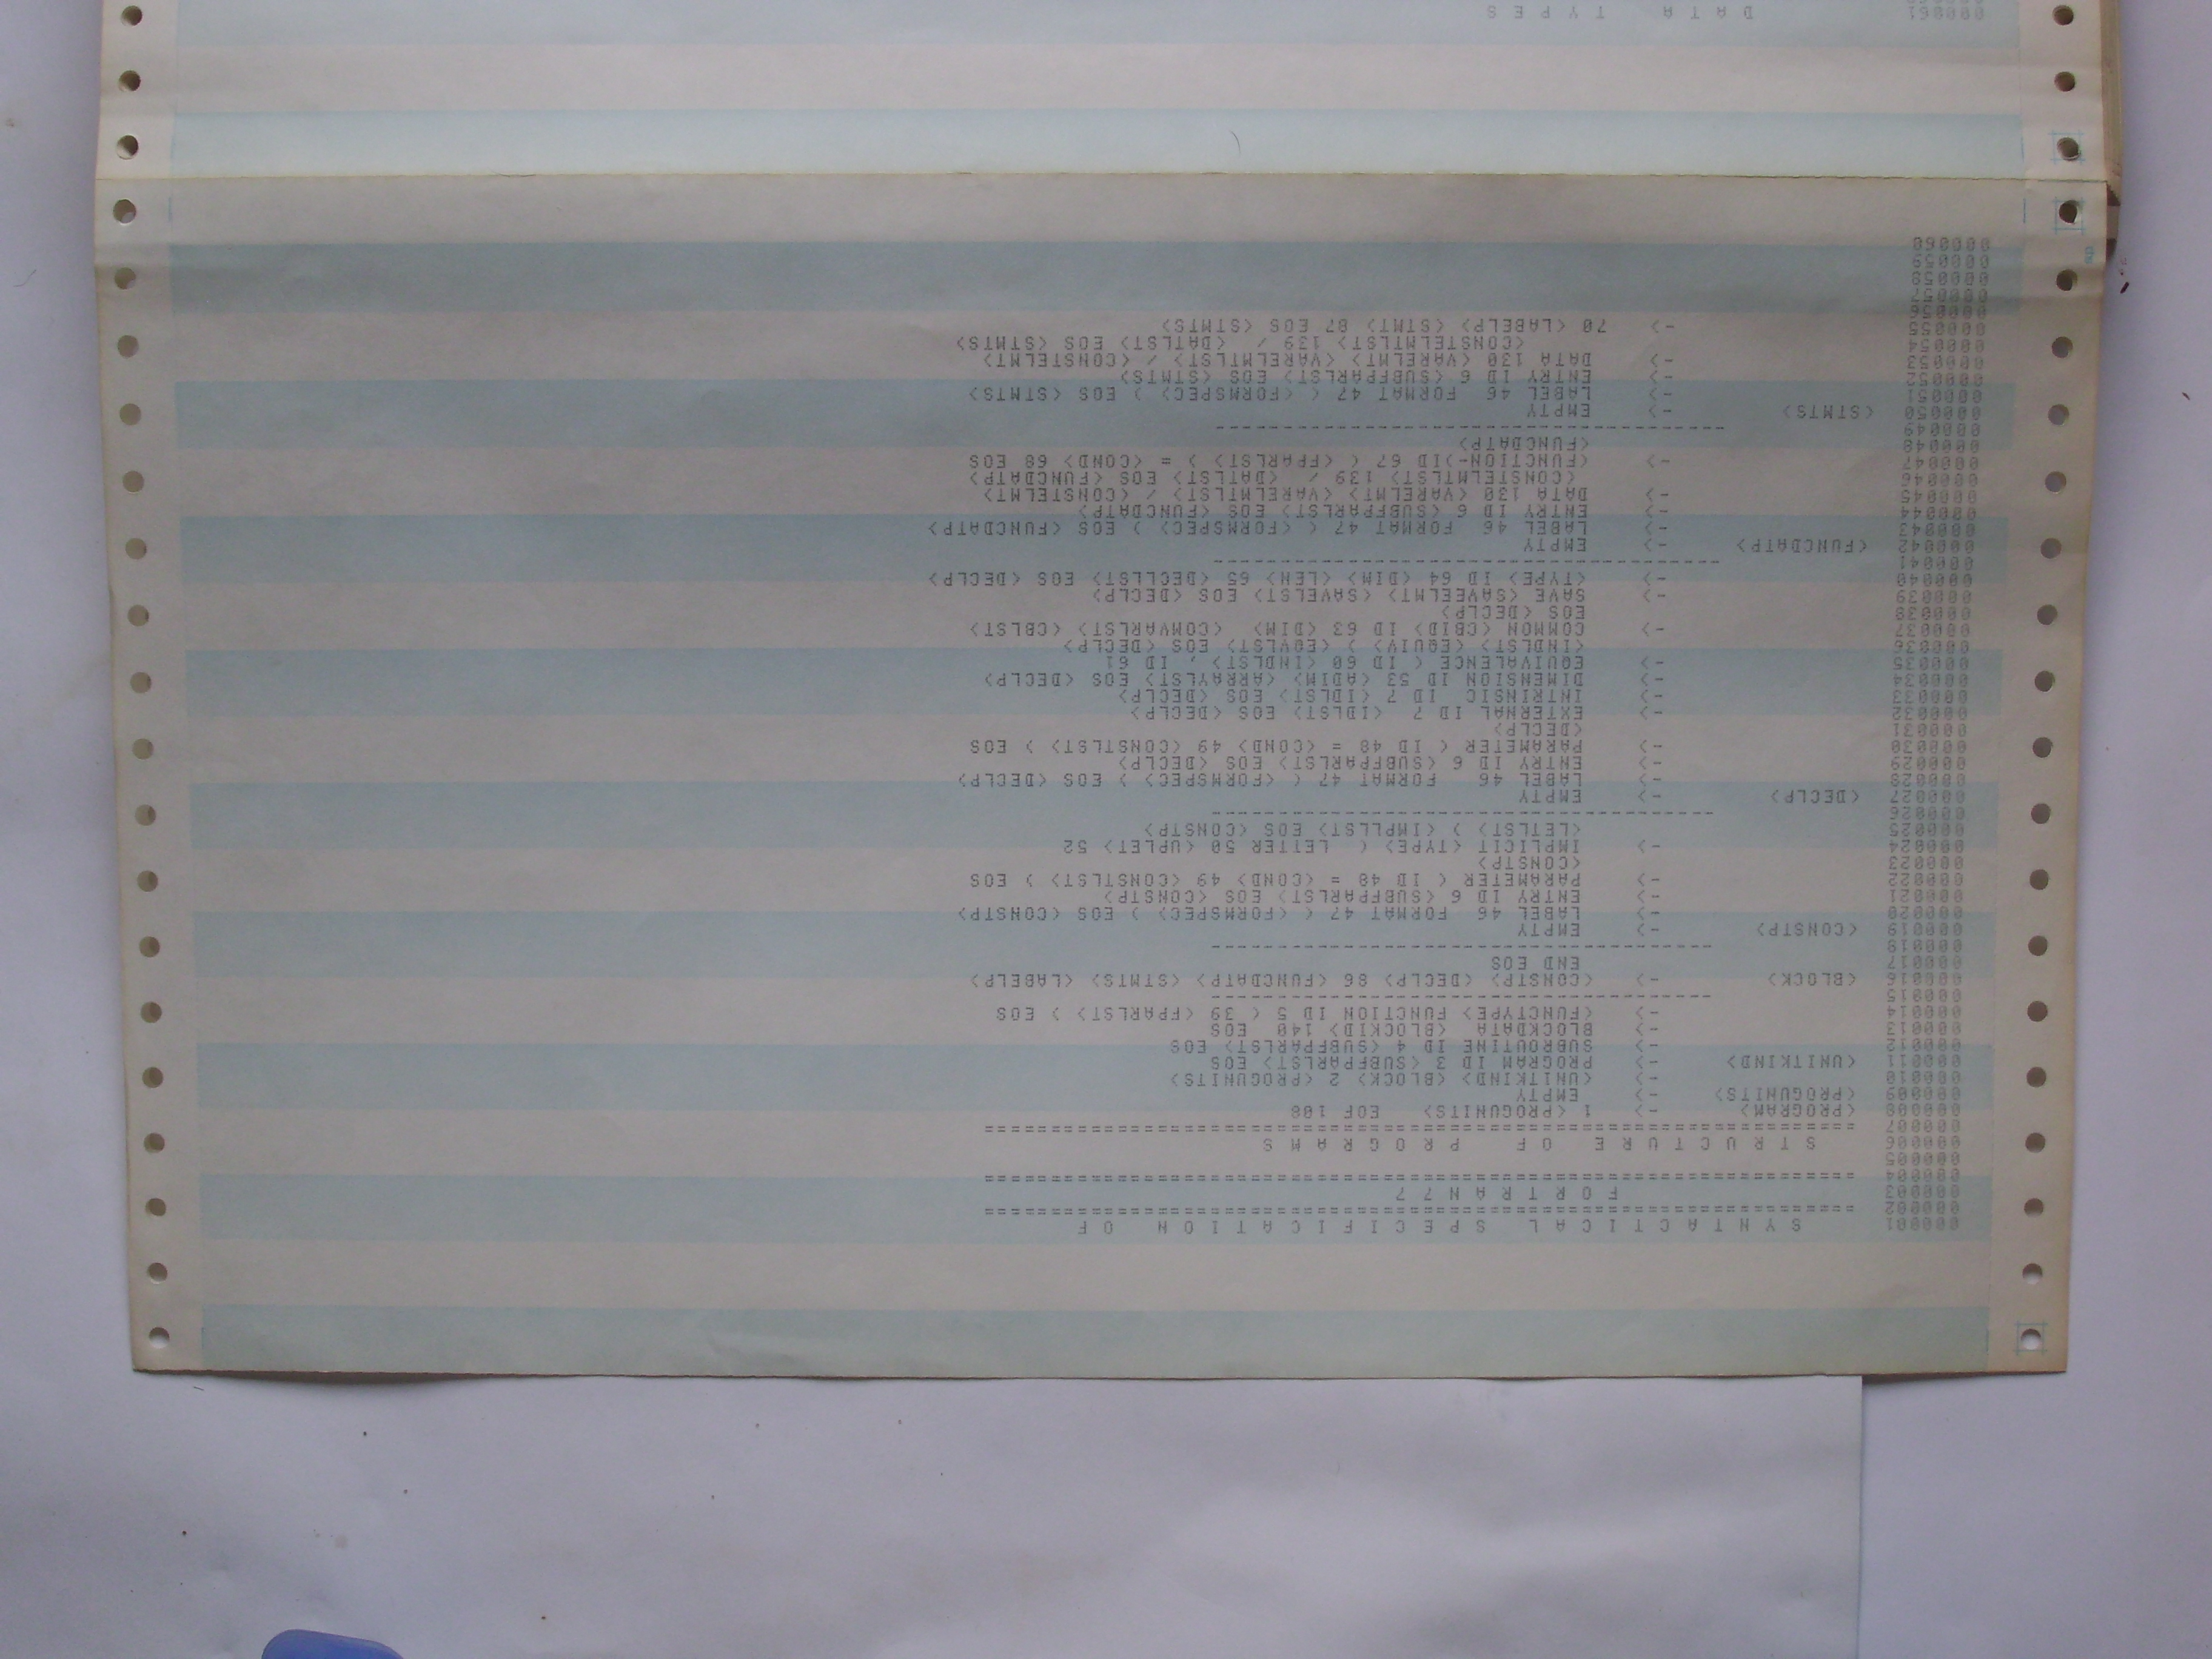 000001 S Y N T A C T I C A L S P E C I F I C A T I O N O F
000002 ==================================================
000003 F O R T R A N 7 7
000004 ==================================================
000005
000006 S T R U C T U R E O F P R O G R A M S
000007 ==================================================
000008 <PROGRAM> -> 1 <PROGUNITS> EOF 108
000009 <PROGUNITS> -> EMPTY
000010 -> <UNITKIND> <BLOCK> 2 <PROGUNITS>
000011 <UNITKIND> -> PROGRAM ID 3 <SUBFPARLST> EOS
000012 -> SUBROUTINE ID 4 <SUBFPARLST> EOS
000013 -> BLOCKDATA <BLOCKID> 140 EOS
000014 -> <FUNCTYPE> FUNCTION ID 5 ( 39 <FPARLST> ) EOS
000015 --------------------------------------
000016 <BLOCK> -> <CONSTP> <DECLP> 86 <FUNCDATP> <STMTS> <LABELP>
000017 END EOS
000018 --------------------------------------
000019 <CONSTP> -> EMPTY
000020 -> LABEL 46 FORMAT 47 ( <FORMSPEC> ) EOS <CONSTP>
000021 -> ENTRY ID 6 <SUBFPARLST> EOS <CONSTP>
000022 -> PARAMETER ( ID 48 = <COND> 49 <CONSTLST> ) EOS
000023 <CONSTP>
000024 -> IMPLICIT <TYPE> ( LETTER 50 <UPLET> 52
000025 <LETLST> ) <IMPLLST> EOS <CONSTP>
000026 --------------------------------------
000027 <DECLP> -> EMPTY
000028 -> LABEL 46 FORMAT 47 ( <FORMSPEC> ) EOS <DECLP>
000029 -> ENTRY ID 6 <SUBFPARLST> EOS <DECLP>
000030 -> PARAMETER ( ID 48 = <COND> 49 <CONSTLST> ) EOS
000031 <DECLP>
000032 -> EXTERNAL ID 7 <IDLST> EOS <DECLP>
000033 -> INTRINSIC ID 7 <IDLST> EOS <DECLP>
000034 -> DIMENSION ID 53 <ADIM> <ARRAYLST> EOS <DECLP>
000035 -> EQUIVALENCE ( ID 60 <INDLST> , ID 61
000036 <INDLST> <EQUIV> ) <EQVLST> EOS <DECLP>
000037 -> COMMON <CBID> ID 63 <DIM> <COMVARLST> <CBLST>
000038 EOS <DECLP>
000039 -> SAVE <SAVEELMT> <SAVELST> EOS <DECLP>
000040 -> <TYPE> ID 64 <DIM> <LEN> 65 <DECLLST> EOS <DECLP>
000041 --------------------------------------
000042 <FUNCDATP> -> EMPTY
000043 -> LABEL 46 FORMAT 47 ( <FORMSPEC> ) EOS <FUNCDATP>
000044 -> ENTRY ID 6 <SUBFPARLST> EOS <FUNCDATP>
000045 -> DATA 130 <VARELMT> <VARELMTLST> / <CONSTELMT>
000046 <CONSTELMTLST> 139 / <DATLST> EOS <FUNCDATP>
000047 -> <FUNCTION-)ID 67 ( <FPARLST> ) = <COND> 68 EOS
000048 <FUNCDATP>
000049 --------------------------------------
000050 <STMTS> -> EMPTY
000051 -> LABEL 46 FORMAT 47 ( <FORMSPEC> ) EOS <STMTS>
000052 -> ENTRY ID 6 <SUBFPARLST> EOS <STMTS>
000053 -> DATA 130 <VARELMT> <VARELMTLST> / <CONSTELMT>
000054 <CONSTELMTLST> 139 / <DATLST> EOS <STMTS>
000055 -> 70 <LABELP> <STMT> 87 EOS <STMTS>
000056
000057
000058
000059
000060
000061 D A T A T Y P E S